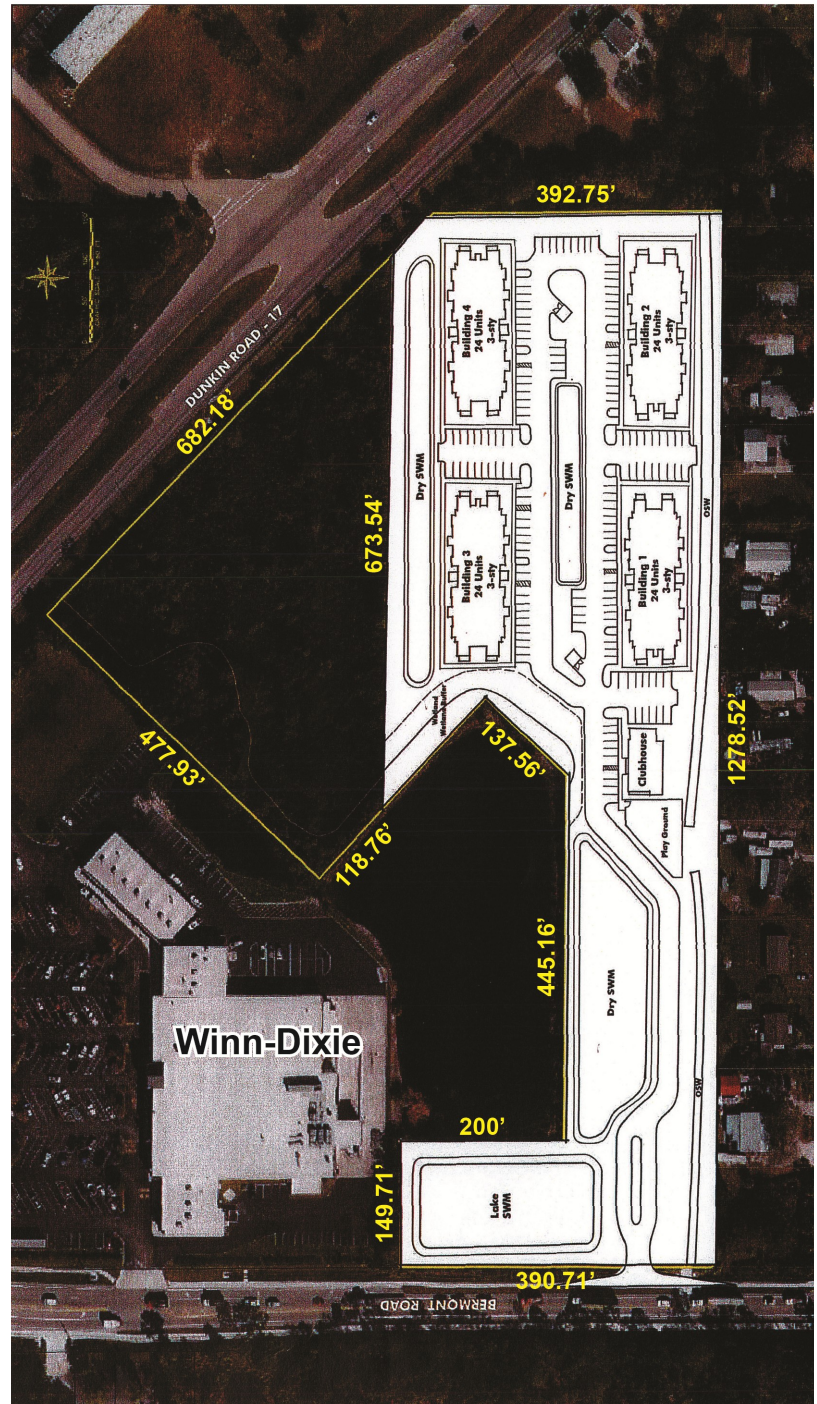 392.75’
DUNKIN ROAD - 17
682.18’
Building 4
24 Units
3-sty
Building 2
24 Units
3-sty
Dry SWM
Dry SWM
673.54’
Building 3
24 Units
3-sty
Building 1
24 Units
3-sty
OSW
Wetland
Wetland Buffer
477.93’
137.56’
Clubhouse
1278.52’
Play Ground
118.76’
445.16’
Dry SWM
Winn-Dixie
OSW
200’
149.71’
Lake
SWM
390.71’
BERMONT ROAD